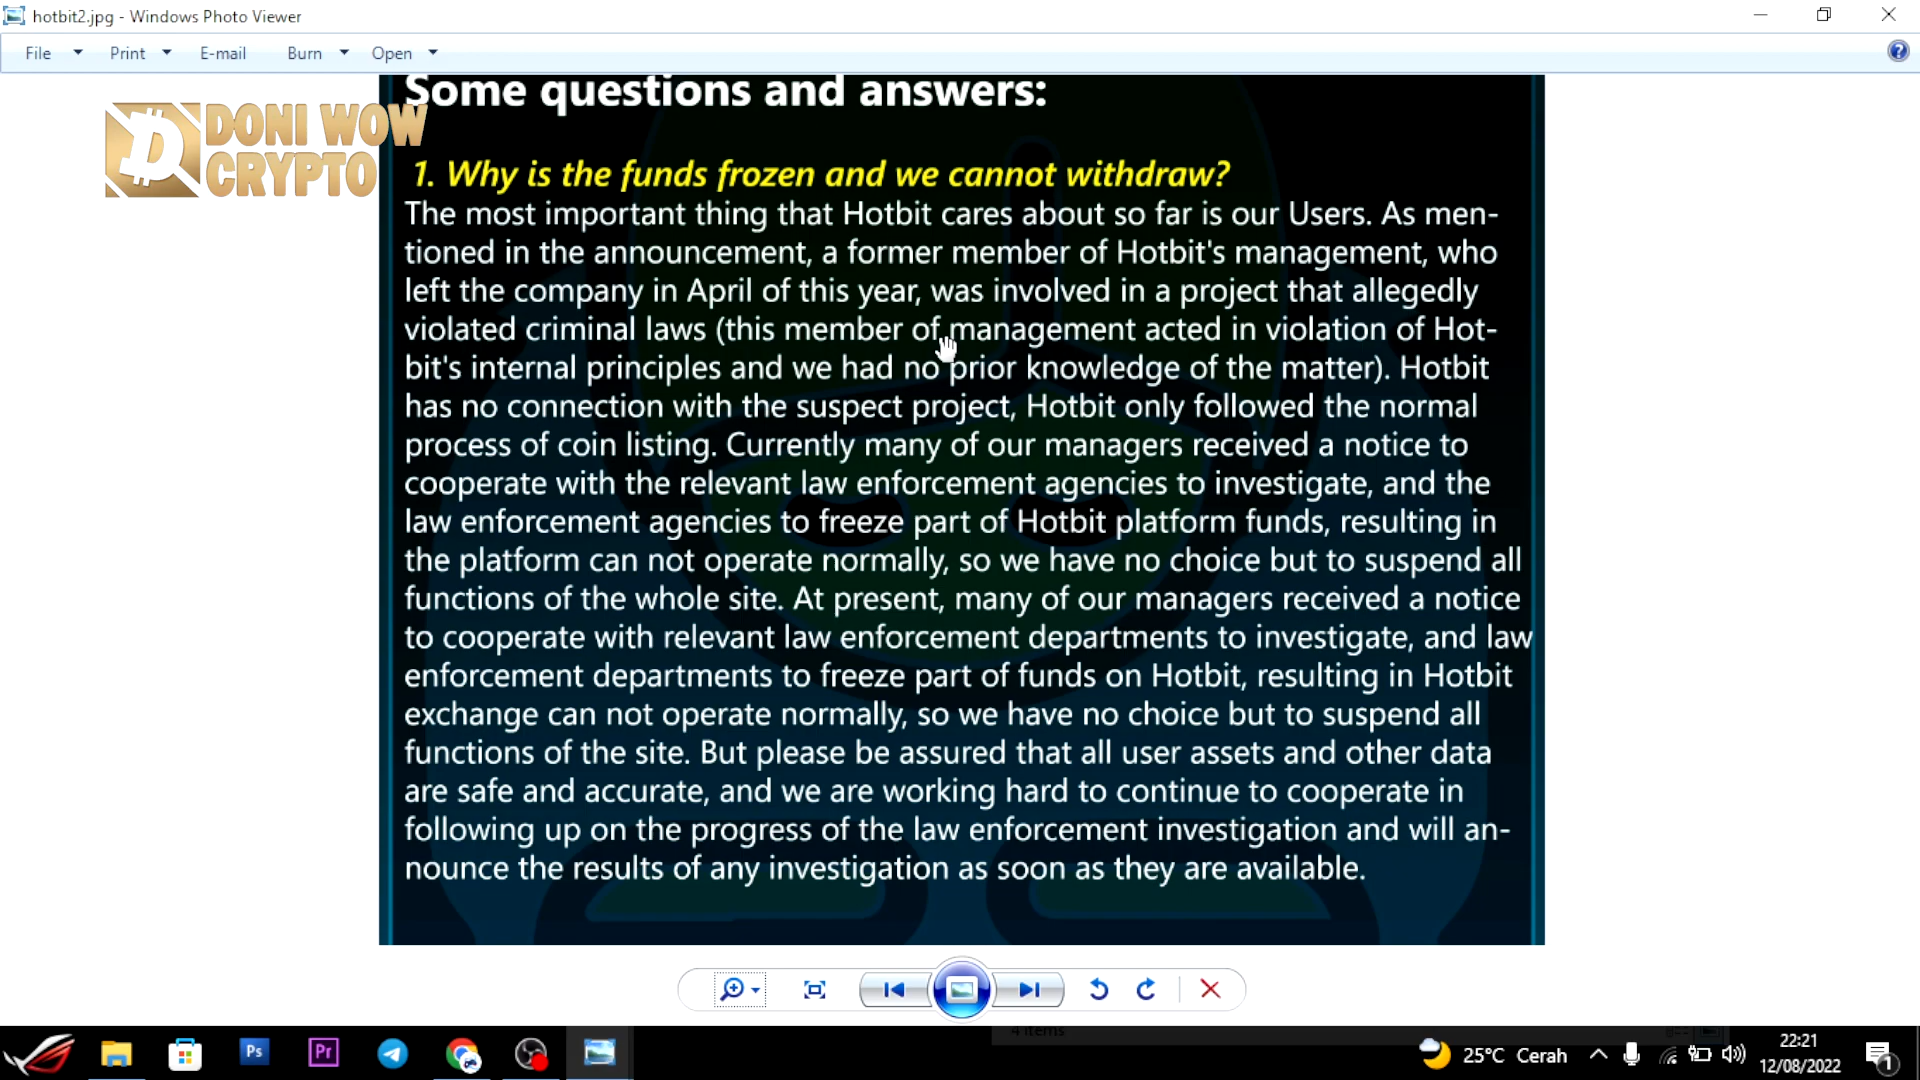 hotbit2.jpg - Windows Photo Viewer
File Print E-mail Burn Open
Some questions and answers:
DONI WOW
CRYPTO
1. Why is the funds frozen and we cannot withdraw?
The most important thing that Hotbit cares about so far is our Users. As men-
tioned in the announcement, a former member of Hotbit's management, who
left the company in April of this year, was involved in a project that allegedly
violated criminal laws (this member of management acted in violation of Hot-
bit's internal principles and we had no prior knowledge of the matter). Hotbit
has no connection with the suspect project, Hotbit only followed the normal
process of coin listing. Currently many of our managers received a notice to
cooperate with the relevant law enforcement agencies to investigate, and the
law enforcement agencies to freeze part of Hotbit platform funds, resulting in
the platform can not operate normally, so we have no choice but to suspend all
functions of the whole site. At present, many of our managers received a notice
to cooperate with relevant law enforcement departments to investigate, and law
enforcement departments to freeze part of funds on Hotbit, resulting in Hotbit
exchange can not operate normally, so we have no choice but to suspend all
functions of the site. But please be assured that all user assets and other data
are safe and accurate, and we are working hard to continue to cooperate in
following up on the progress of the law enforcement investigation and will an-
nounce the results of any investigation as soon as they are available.
4 items
Ps
Pr
25°C Cerah
22:21
12/08/2022
1